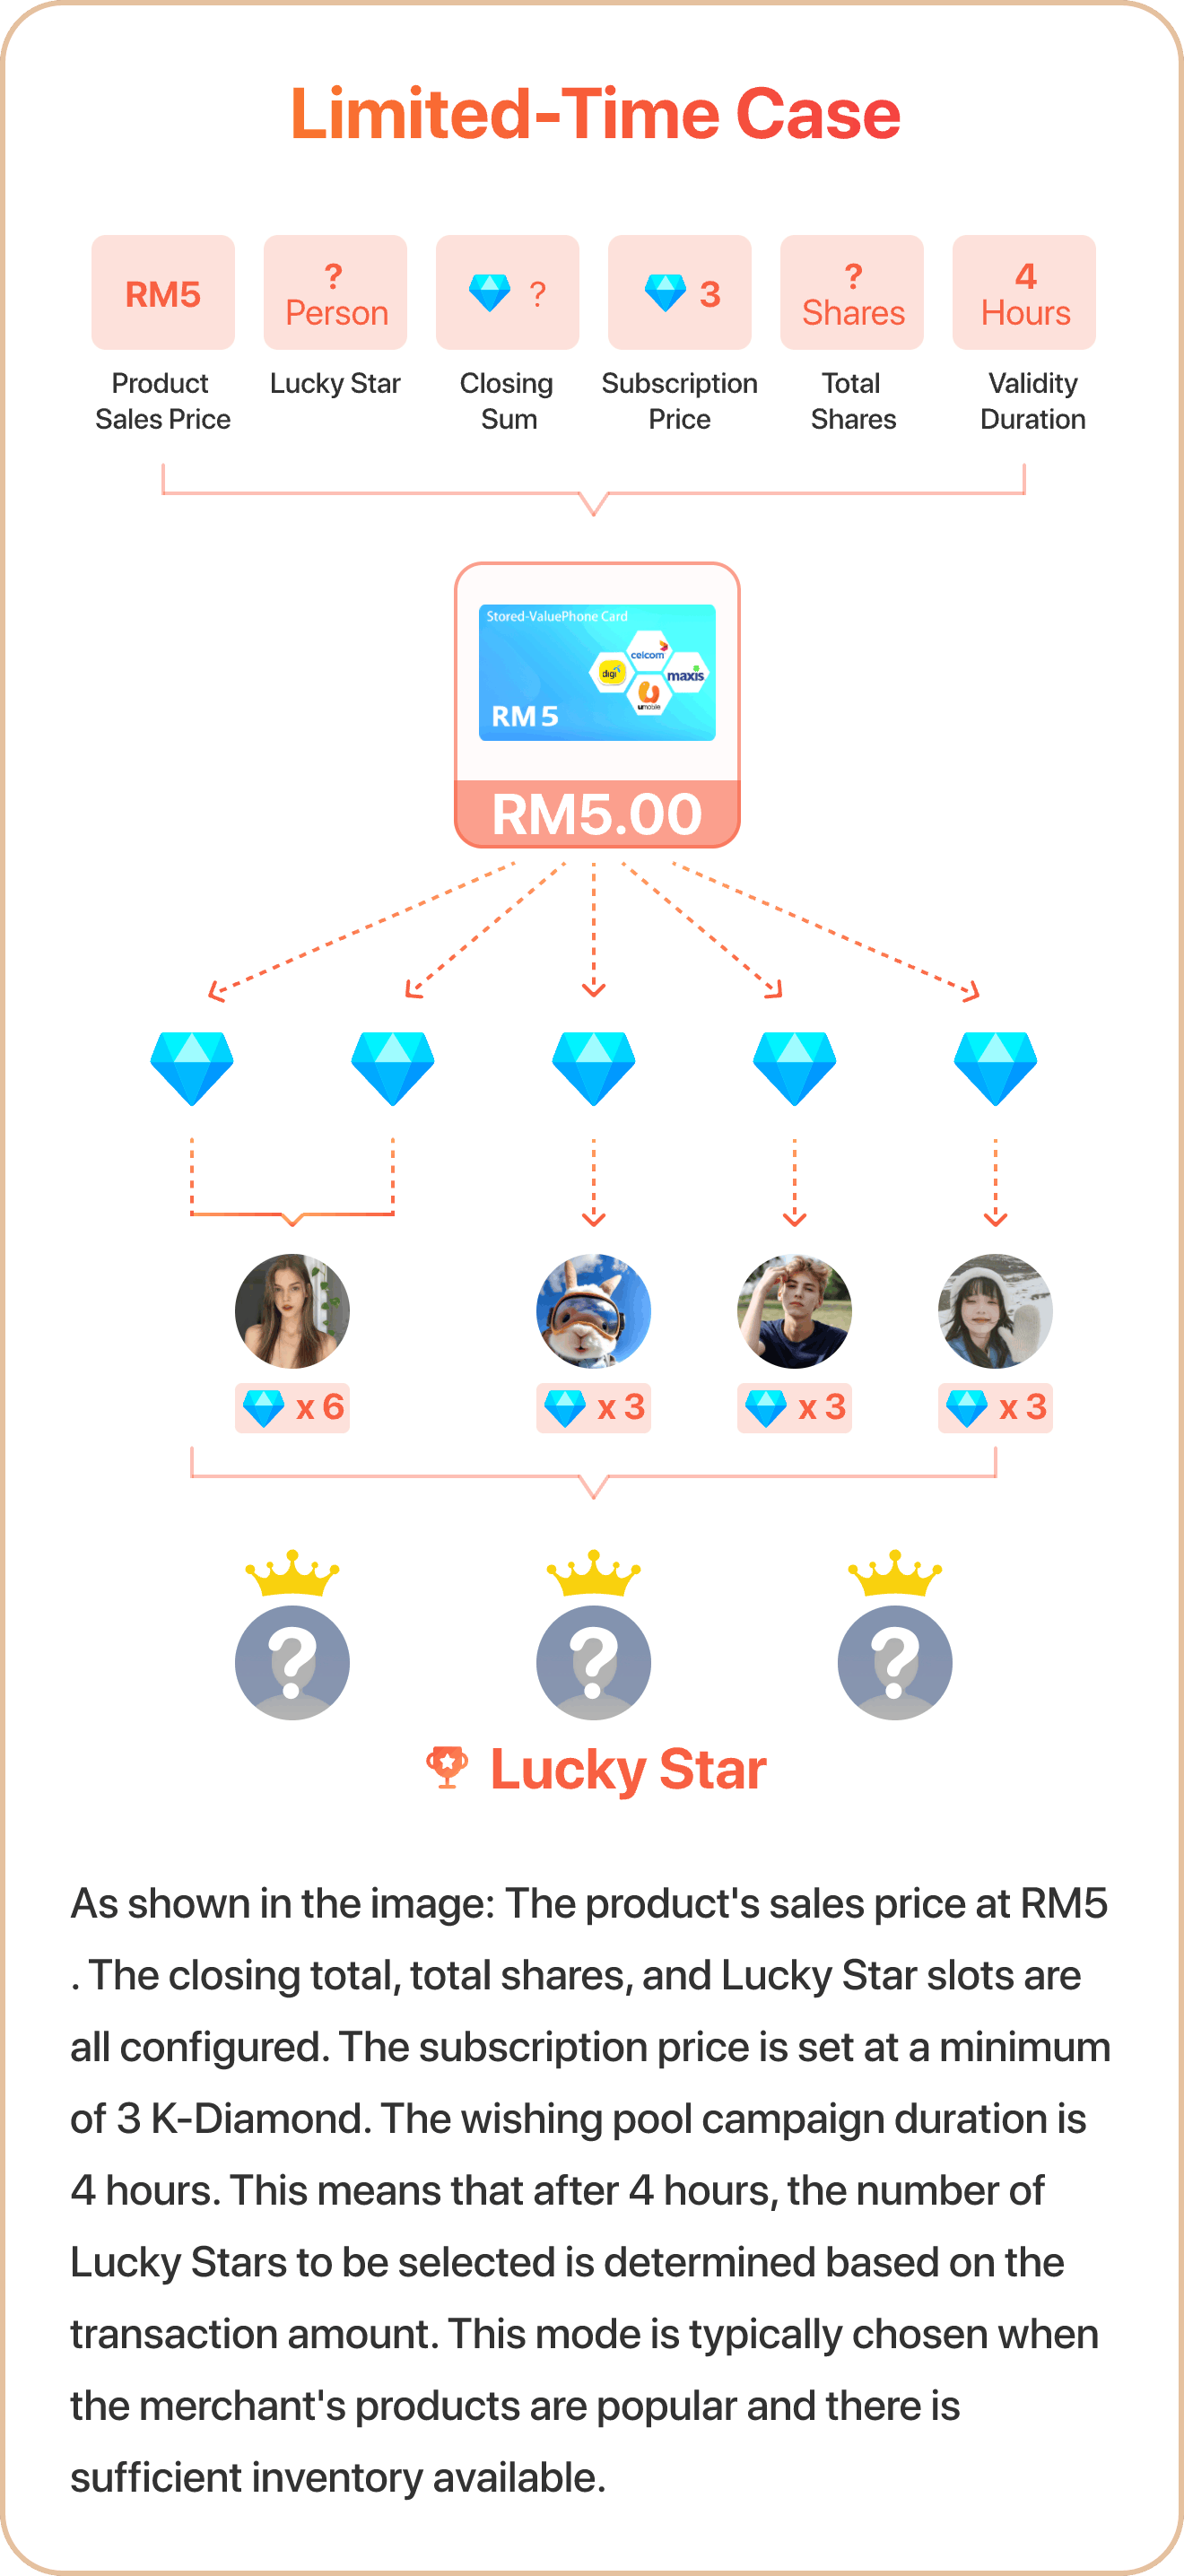 Limited-Time Case
RM5
?
Person
?
3
?
Shares
4
Hours
Product
Sales Price
Lucky Star
Closing
Sum
Subscription
Price
Total
Shares
Validity
Duration
Stored-ValuePhone Card
celcom
digi
maxis
umobile
RM 5
RM5.00
x 6
x 3
x 3
x 3
?
?
?
Lucky Star
As shown in the image: The product's sales price at RM5
. The closing total, total shares, and Lucky Star slots are
all configured. The subscription price is set at a minimum
of 3 K-Diamond. The wishing pool campaign duration is
4 hours. This means that after 4 hours, the number of
Lucky Stars to be selected is determined based on the
transaction amount. This mode is typically chosen when
the merchant's products are popular and there is
sufficient inventory available.